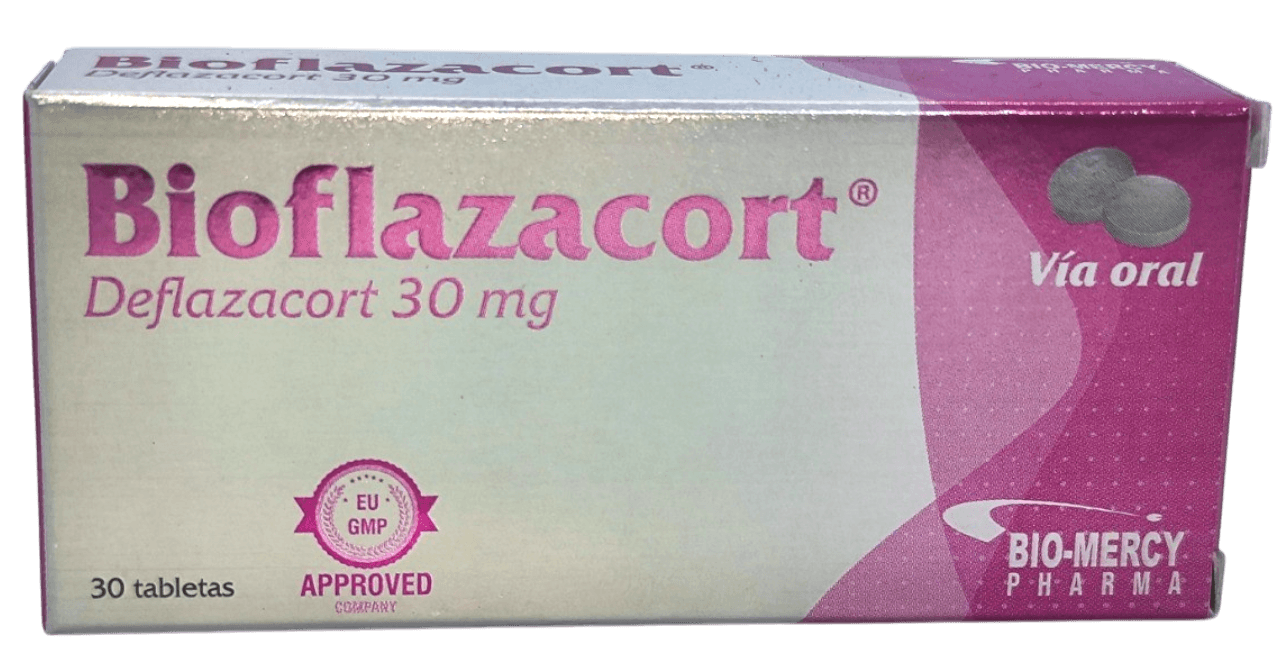 Bioflazacort®
Deflazacort 30 mg
BIO-MERCY
PHARMA
Bioflazacort®
Deflazacort 30 mg
Vía oral
EU
GMP
APPROVED
COMPANY
30 tabletas
BIO-MERCY
PHARMA